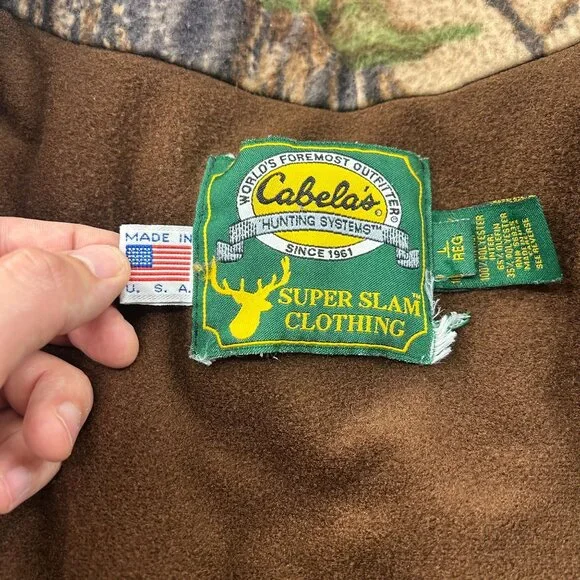 WORLD'S FOREMOST OUTFITTER®
Cabela's®
HUNTING SYSTEMS™
SINCE 1961
SUPER SLAM™
CLOTHING
MADE IN
U. S. A.
L
REG
100% POLYESTER